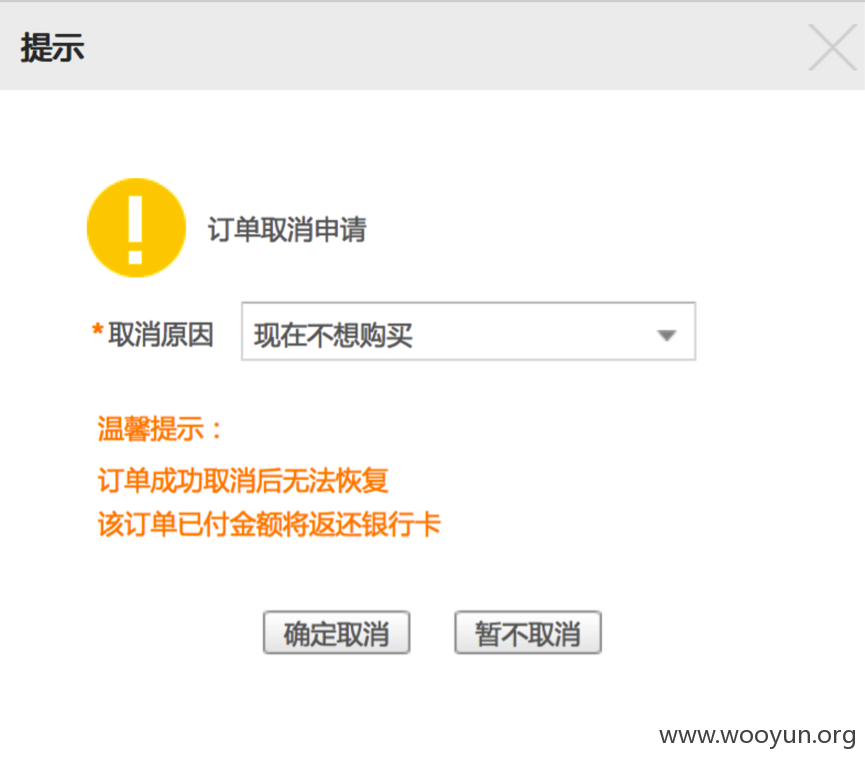 提示
订单取消申请
*取消原因 现在不想购买
温馨提示：
订单成功取消后无法恢复
该订单已付金额将返还银行卡
确定取消 暂不取消
www.wooyun.org